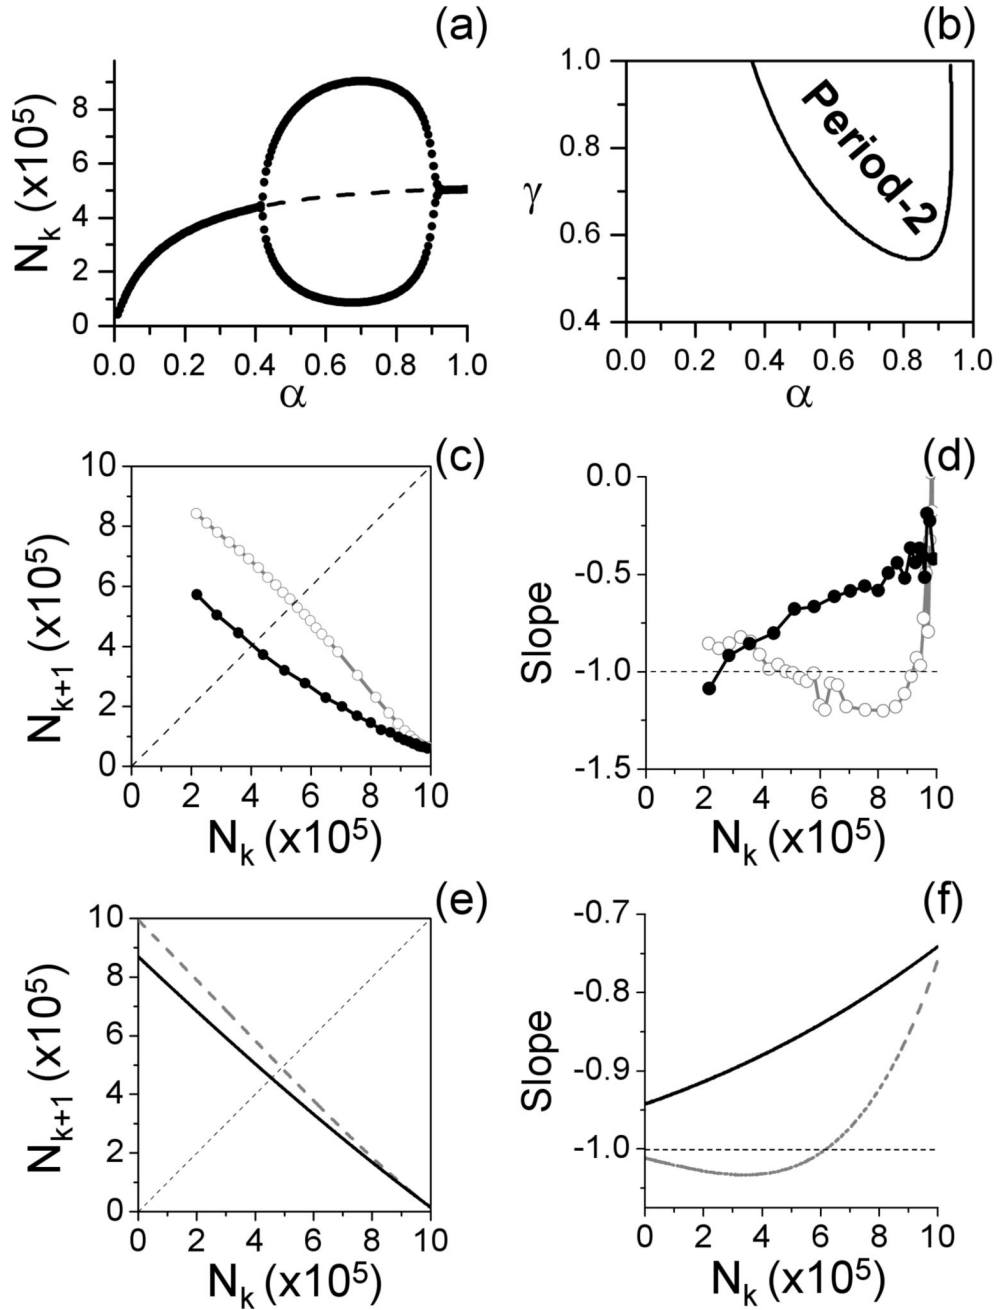 (a)
N_k (x10^5)
8
6
4
2
0
0.0 0.2 0.4 0.6 0.8 1.0
α
(b)
γ
1.0
0.8
0.6
0.4
Period-2
0.0 0.2 0.4 0.6 0.8 1.0
α
(c)
N_{k+1} (x10^5)
10
8
6
4
2
0
0 2 4 6 8 10
N_k (x10^5)
(d)
Slope
0.0
-0.5
-1.0
-1.5
0 2 4 6 8 10
N_k (x10^5)
(e)
N_{k+1} (x10^5)
10
8
6
4
2
0
0 2 4 6 8 10
N_k (x10^5)
(f)
Slope
-0.7
-0.8
-0.9
-1.0
0 2 4 6 8 10
N_k (x10^5)